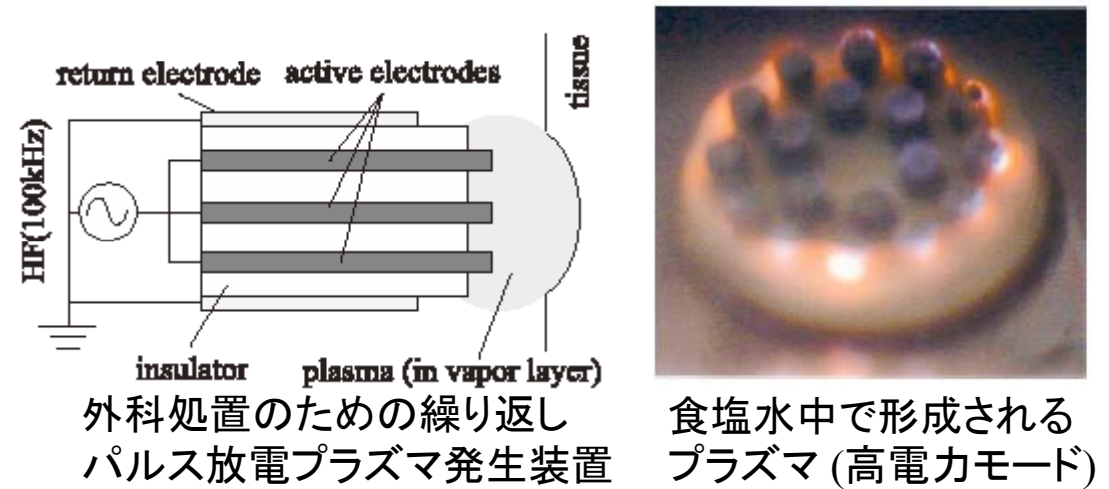 return electrode
active electrodes
tissue
HF(100kHz)
insulator
plasma (in vapor layer)
外科処置のための繰り返し
パルス放電プラズマ発生装置
食塩水中で形成される
プラズマ (高電力モード)